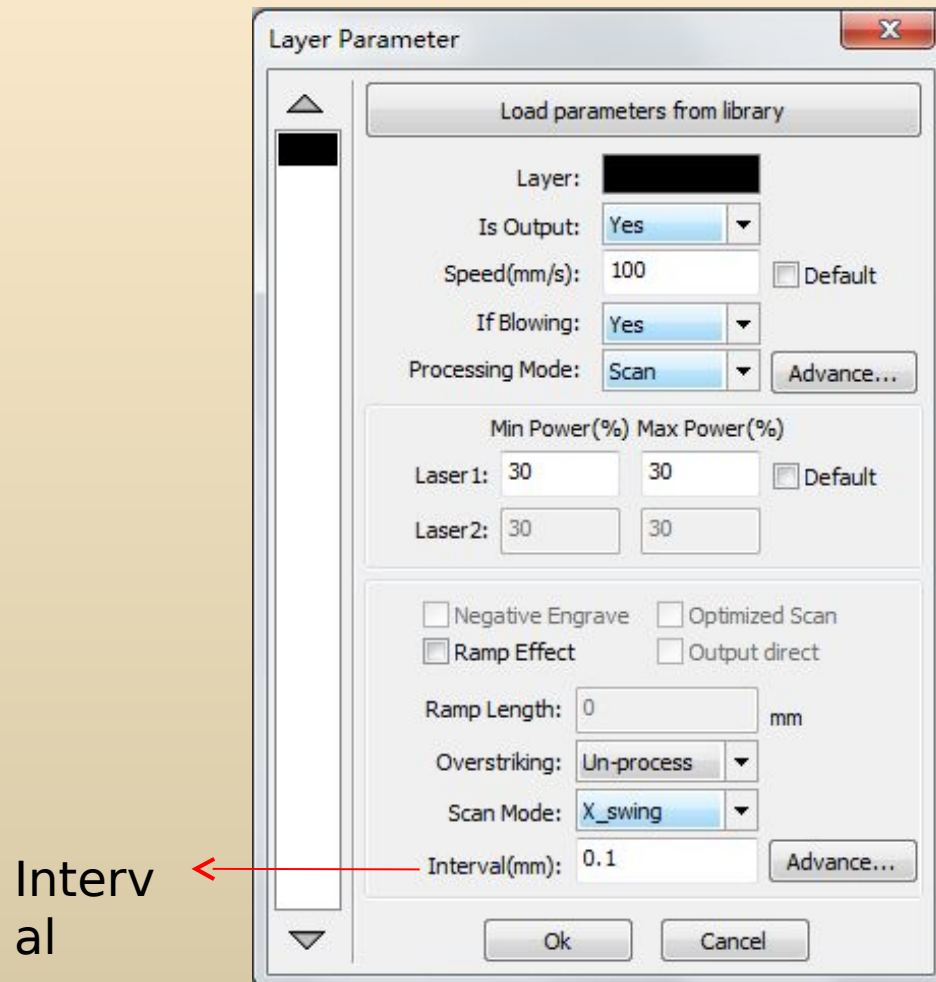 Layer Parameter
Load parameters from library
Layer:
Is Output: Yes
Speed(mm/s): 100 Default
If Blowing: Yes
Processing Mode: Scan Advance...
Min Power(%) Max Power(%)
Laser1: 30 30 Default
Laser2: 30 30
Negative Engrave Optimized Scan
Ramp Effect Output direct
Ramp Length: 0 mm
Overstriking: Un-process
Scan Mode: X_swing
Interval(mm): 0.1 Advance...
Interv
al
Ok Cancel